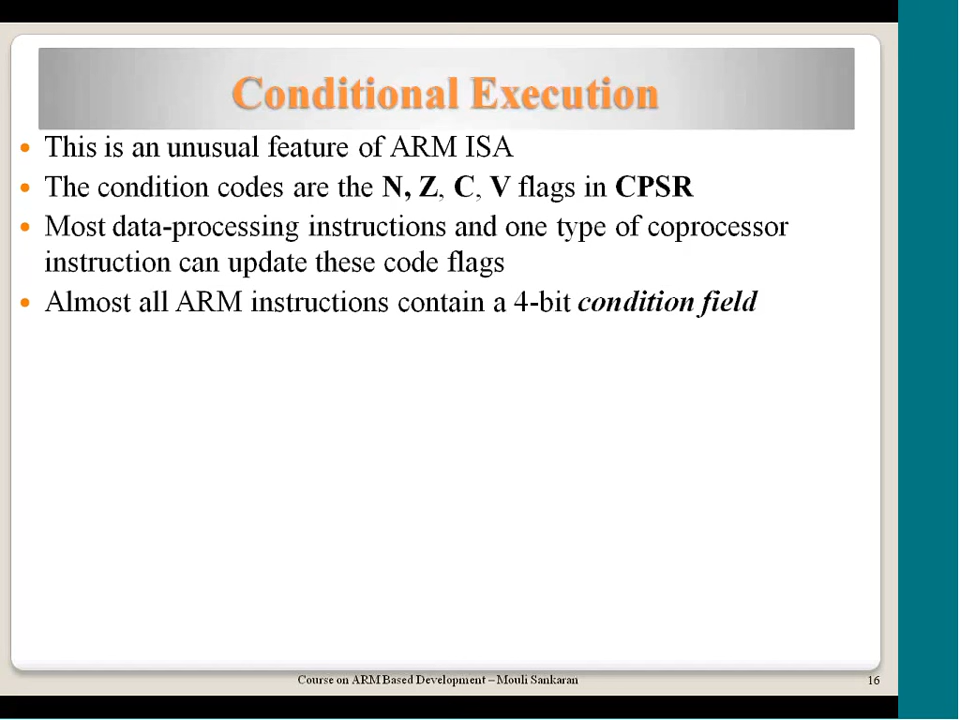 Conditional Execution
• This is an unusual feature of ARM ISA
• The condition codes are the N, Z, C, V flags in CPSR
• Most data-processing instructions and one type of coprocessor
instruction can update these code flags
• Almost all ARM instructions contain a 4-bit condition field
Course on ARM Based Development – Mouli Sankaran
16